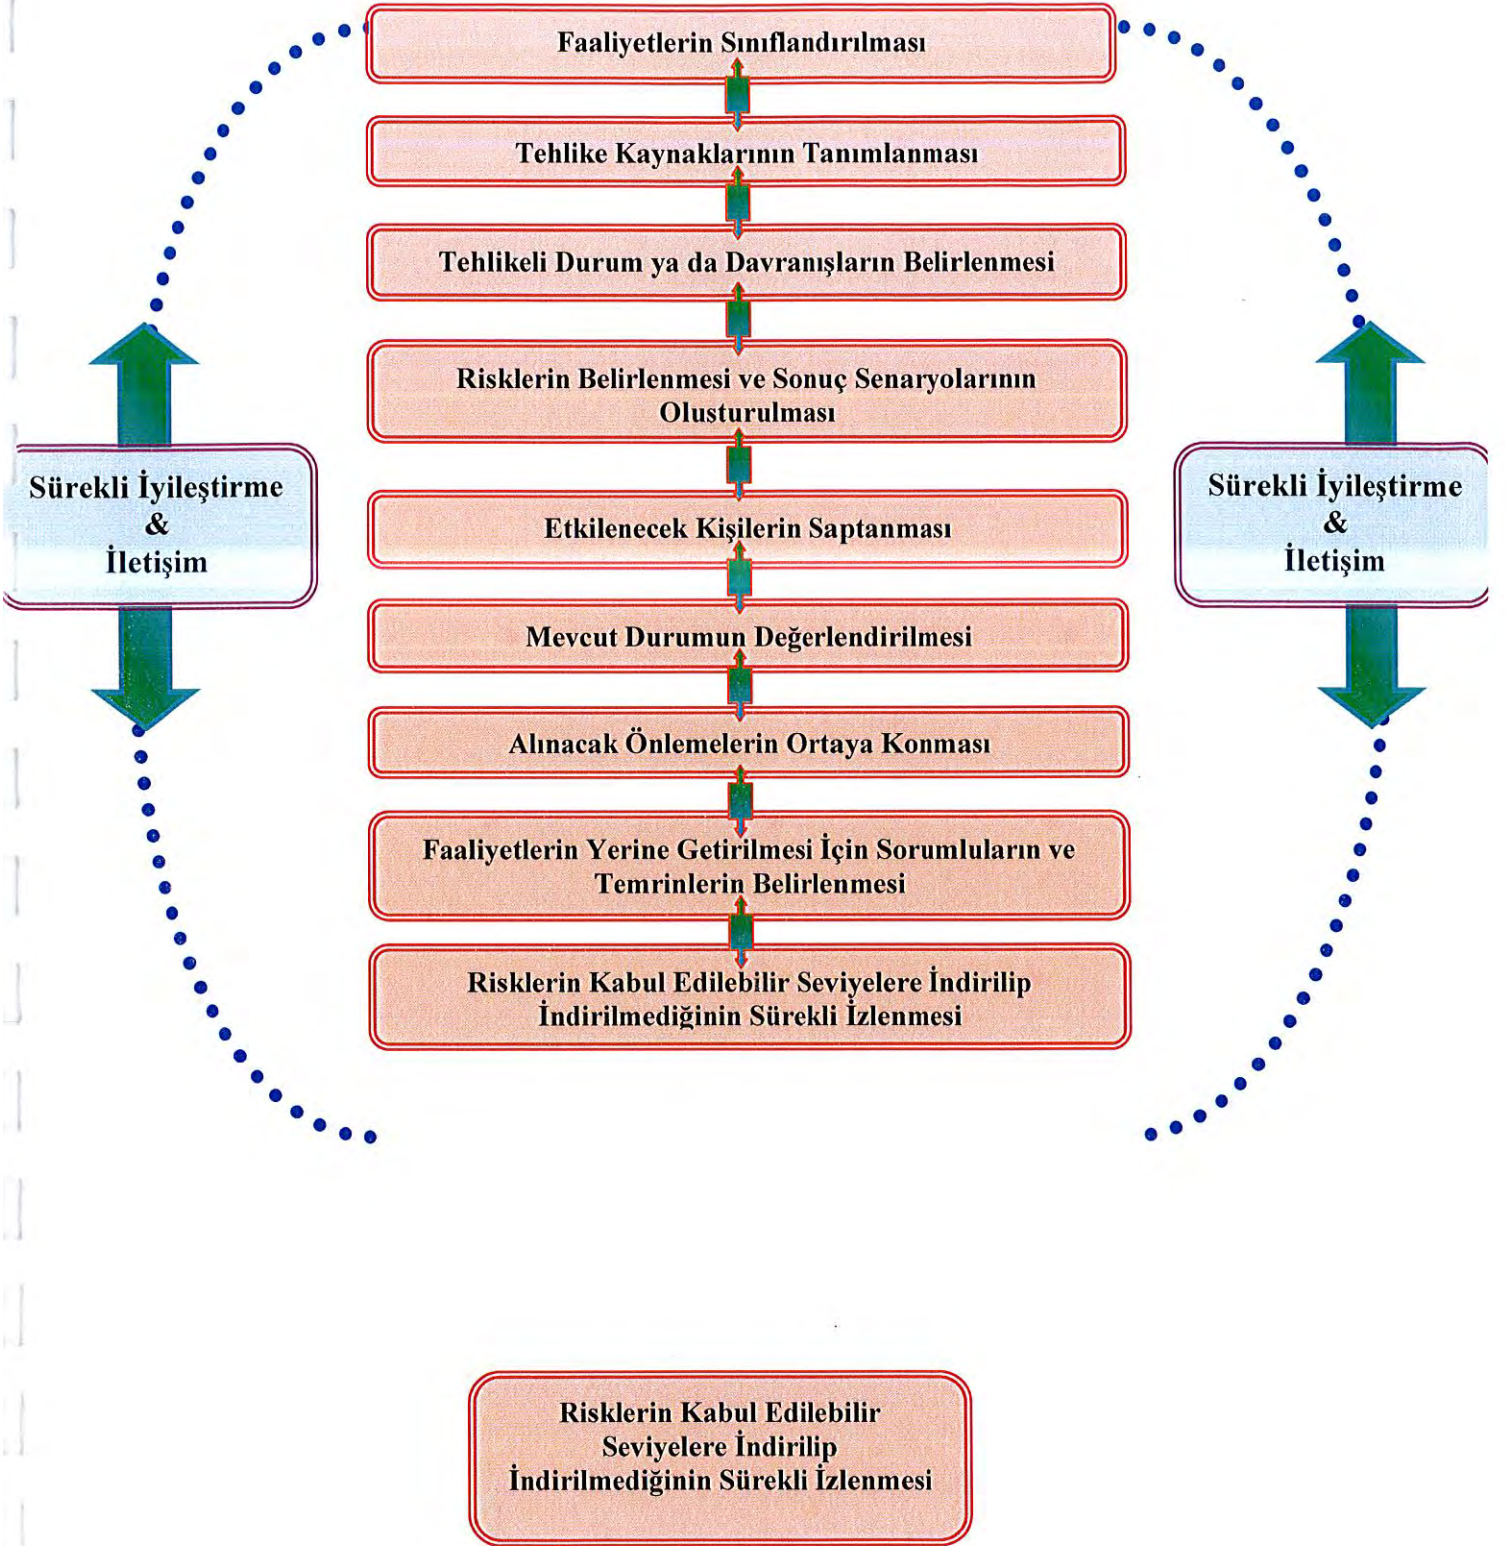 Faaliyetlerin Sınıflandırılması
Tehlike Kaynaklarının Tanımlanması
Tehlikeli Durum ya da Davranışların Belirlenmesi
Risklerin Belirlenmesi ve Sonuç Senaryolarının
Olusturulması
Sürekli İyileştirme
&
İletişim
Sürekli İyileştirme
&
İletişim
Etkilenecek Kişilerin Saptanması
Mevcut Durumun Değerlendirilmesi
Alınacak Önlemelerin Ortaya Konması
Faaliyetlerin Yerine Getirilmesi İçin Sorumluların ve
Temrinlerin Belirlenmesi
Risklerin Kabul Edilebilir Seviyelere İndirilip
İndirilmediğinin Sürekli İzlenmesi
Risklerin Kabul Edilebilir
Seviyelere İndirilip
İndirilmediğinin Sürekli İzlenmesi